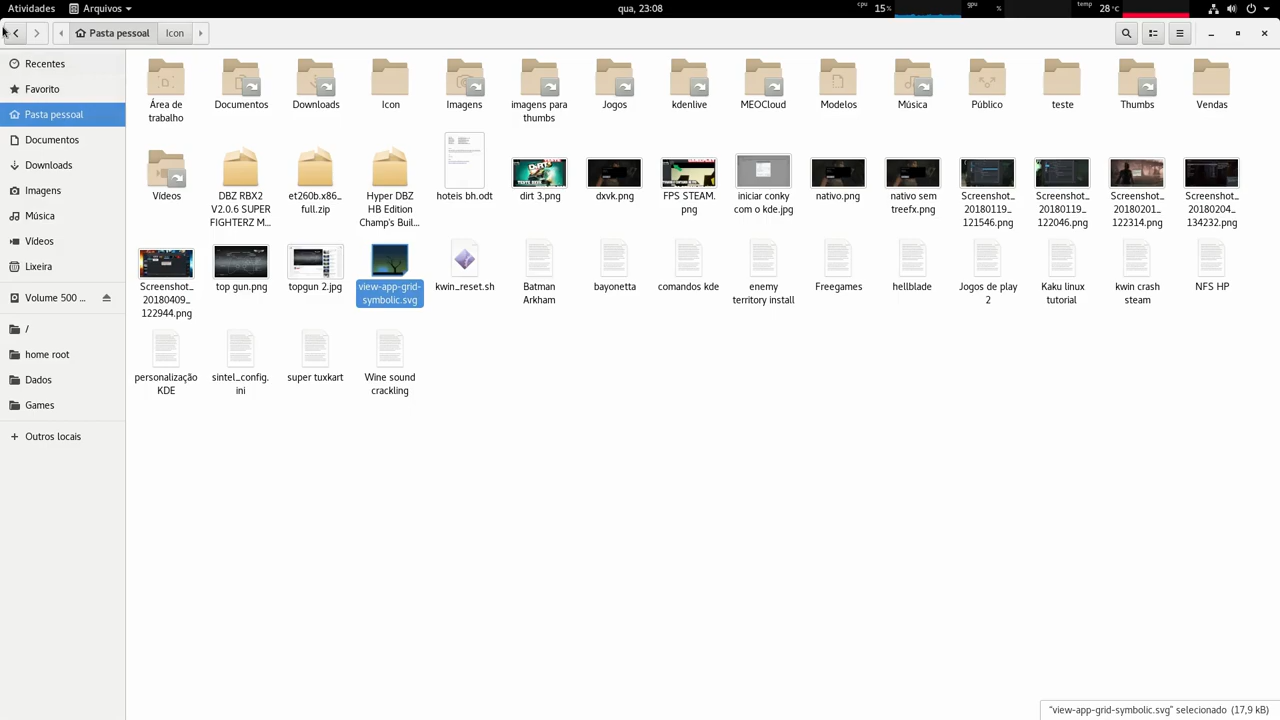 Atividades
Arquivos
qua, 23:08
cpu
15%
gpu
%
temp
28°C
Pasta pessoal
Icon
Recentes
Favorito
Pasta pessoal
Documentos
Downloads
Imagens
Música
Vídeos
Lixeira
Volume 500 ...
/
home root
Dados
Games
Outros locais
Área de
trabalho
Documentos
Downloads
Icon
Imagens
imagens para
thumbs
Jogos
kdenlive
MEOCloud
Modelos
Música
Público
teste
Thumbs
Vendas
Vídeos
DBZ RBX2
V2.0.6 SUPER
FIGHTERZ M...
et260b.x86_
full.zip
Hyper DBZ
HB Edition
Champ's Buil...
hoteis bh.odt
dirt 3.png
dxvk.png
FPS STEAM.
png
iniciar conky
com o kde.jpg
nativo.png
nativo sem
treefx.png
Screenshot_
20180119_
121546.png
Screenshot_
20180119_
122046.png
Screenshot_
20180201_
122314.png
Screenshot_
20180204_
134232.png
Screenshot_
20180409_
122944.png
top gun.png
topgun 2.jpg
view-app-grid-
symbolic.svg
kwin_reset.sh
Batman
Arkham
bayonetta
comandos kde
enemy
territory install
Freegames
hellblade
Jogos de play
2
Kaku linux
tutorial
kwin crash
steam
NFS HP
personalização
KDE
sintel_config.
ini
super tuxkart
Wine sound
crackling
"view-app-grid-symbolic.svg" selecionado (17,9 kB)